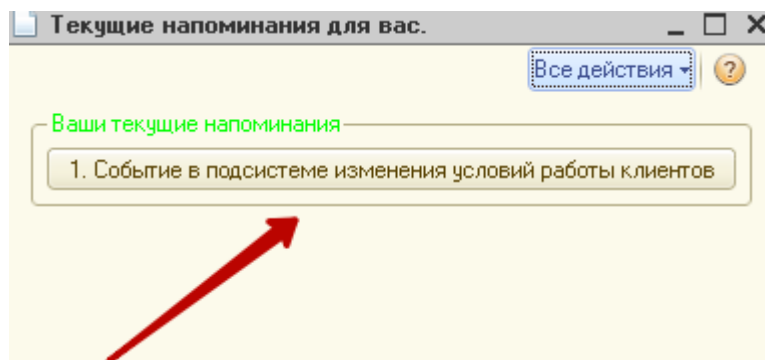 Текущие напоминания для вас.
Все действия
?
Ваши текущие напоминания
1. Событие в подсистеме изменения условий работы клиентов